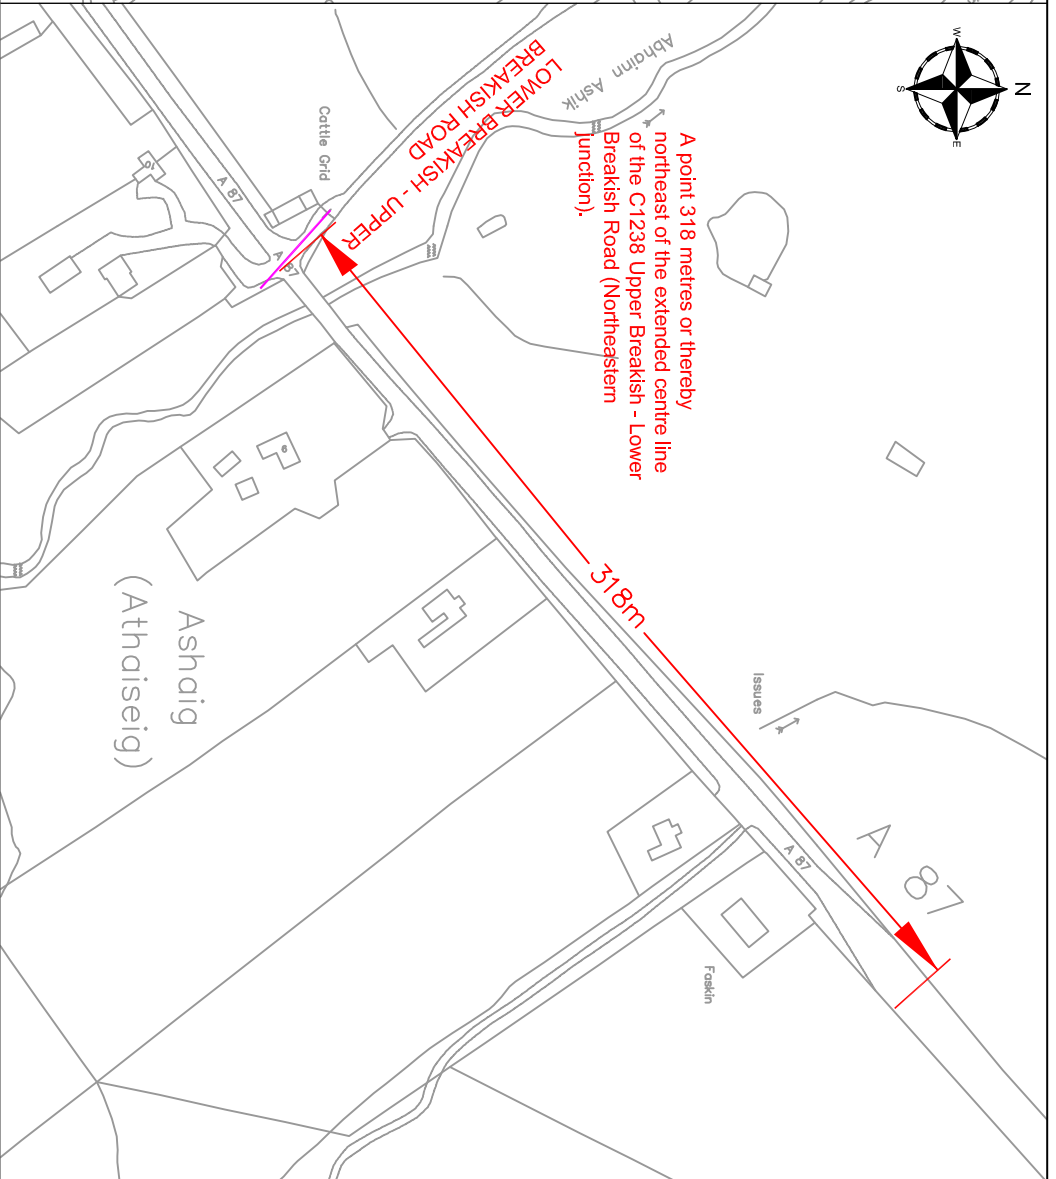 N
W
E
S
A point 318 metres or thereby
northeast of the extended centre line
of the C1238 Upper Breakish - Lower
Breakish Road (Northeastern
junction).
LOWER BREAKISH - UPPER
BREAKISH ROAD
Abhainn Ashik
Cattle Grid
A 87
A 87
10
318m
Issues
A 87
A 87
Faskin
9
Ashaig
(Athaiseig)